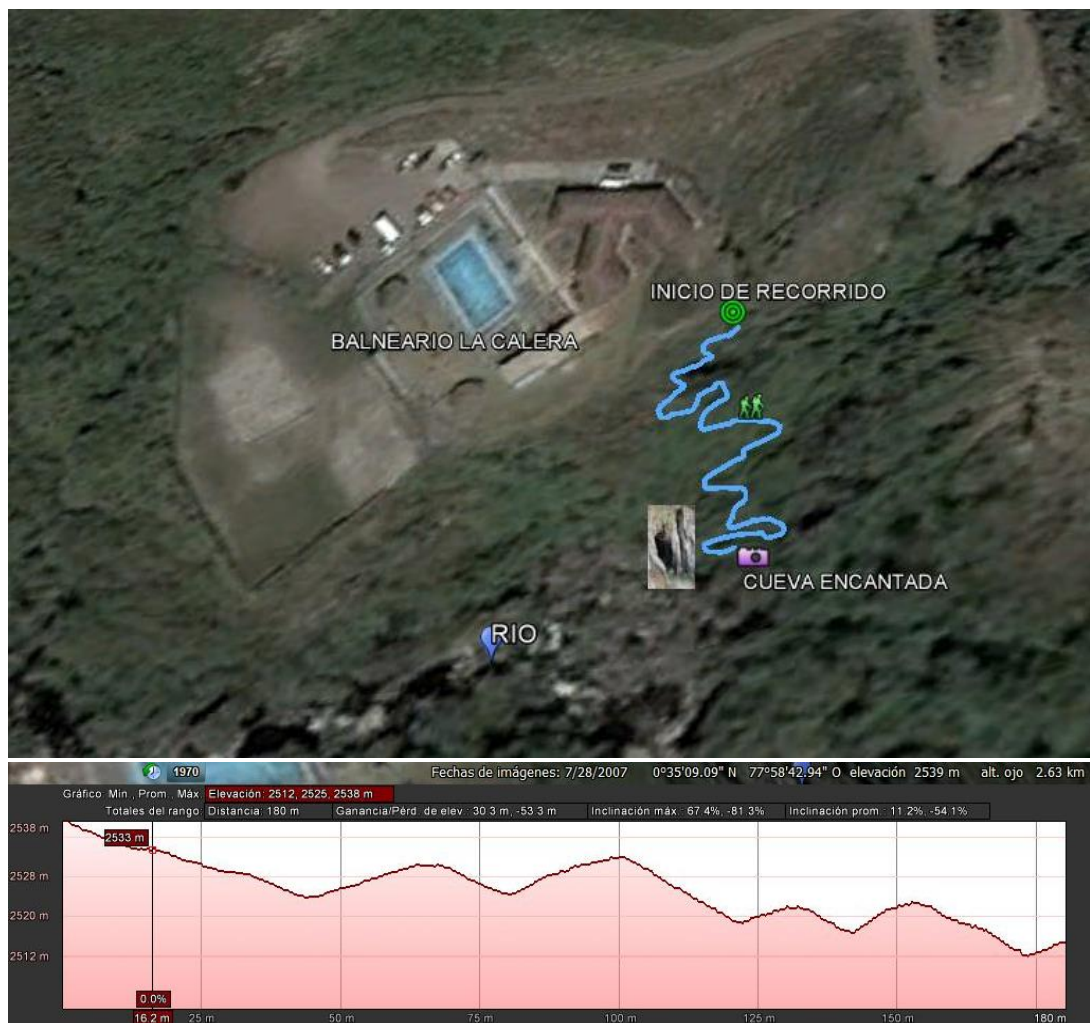 INICIO DE RECORRIDO
BALNEARIO LA CALERA
CUEVA ENCANTADA
RIO
1970 Fechas de imágenes: 7/28/2007 0°35'09.09" N 77°58'42.94" O elevación 2539 m alt. ojo 2.63 km
Gráfico: Mín., Prom., Máx. Elevación: 2512, 2525, 2538 m
Totales del rango: Distancia: 180 m Ganancia/Pérd. de elev.: 30.3 m, -53.3 m Inclinación máx.: 67.4%, -81.3% Inclinación prom.: 11.2%, -54.1%
2538 m
2533 m
2528 m
2520 m
2512 m
0.0%
16.2 m 25 m 50 m 75 m 100 m 125 m 150 m 180 m